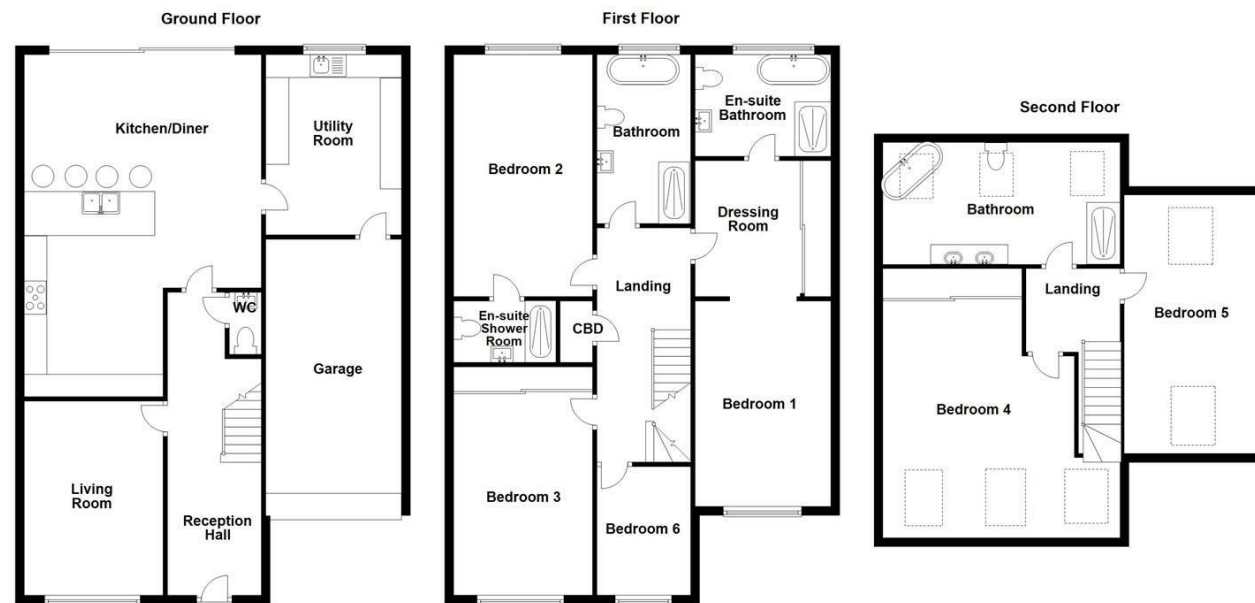 Ground Floor
Kitchen/Diner
Utility
Room
WC
Garage
Living
Room
Reception
Hall
First Floor
Bedroom 2
Bathroom
En-suite
Bathroom
Dressing
Room
Landing
En-suite
Shower
Room
CBD
Bedroom 1
Bedroom 3
Bedroom 6
Second Floor
Bathroom
Landing
Bedroom 5
Bedroom 4